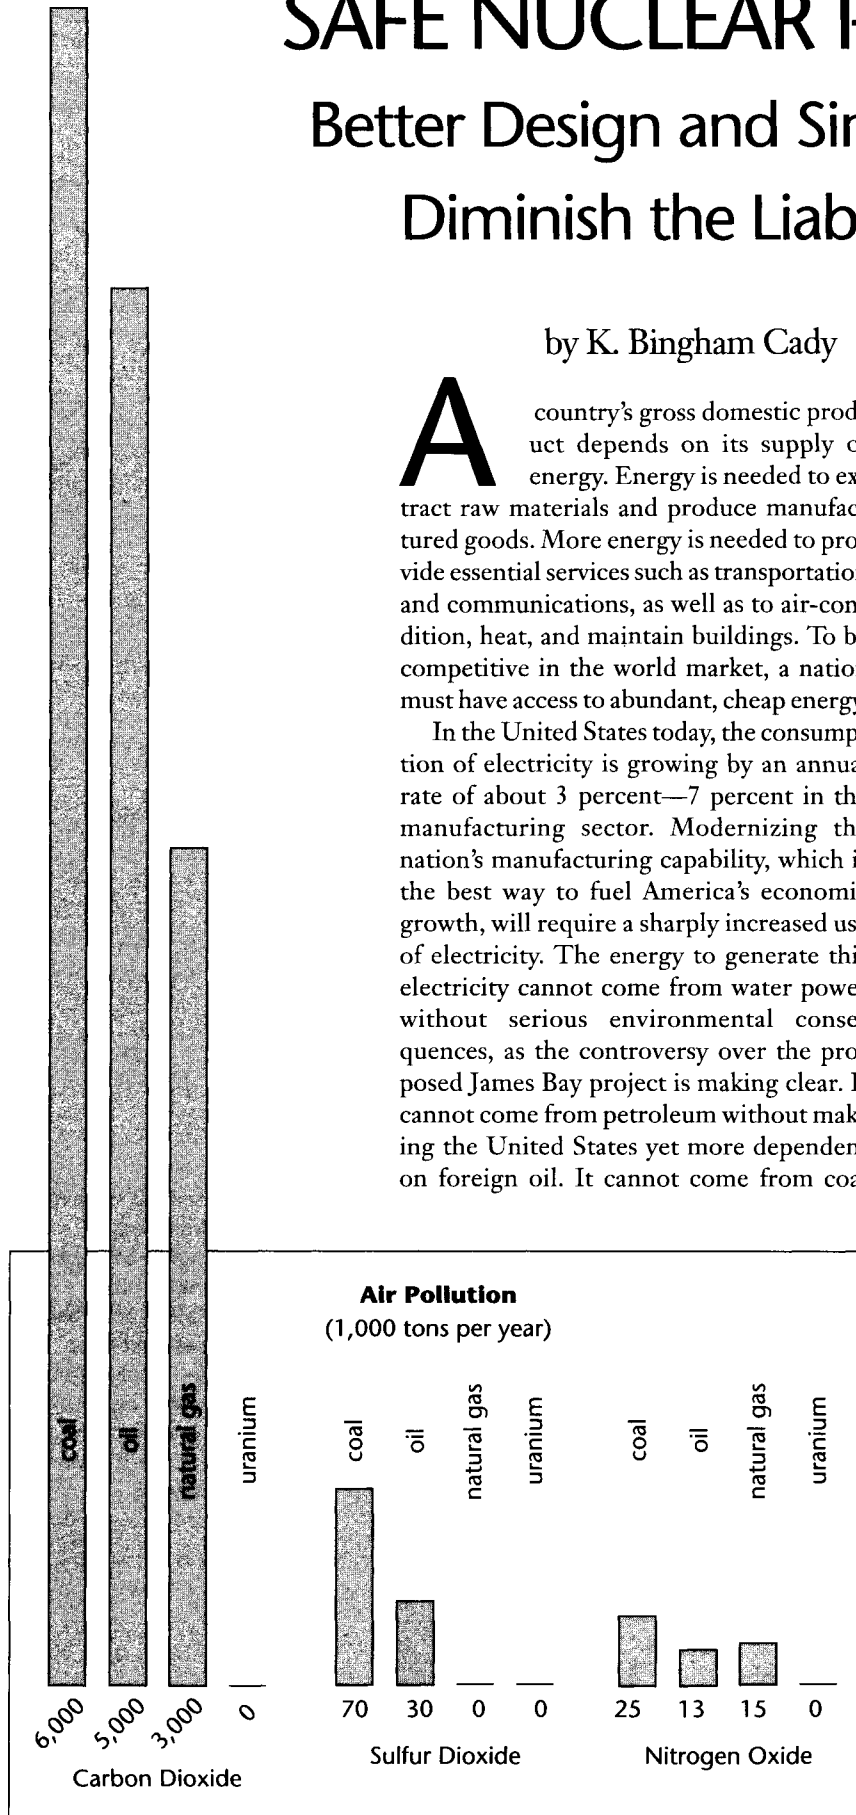 SAFE NUCLEAR
Better Design and
Diminish the
by K. Bingham Cady
A country's gross domestic prod
uct depends on its supply
energy. Energy is needed to ex
tract raw materials and produce manufac
tured goods. More energy is needed to pro
vide essential services such as transportatio
and communications, as well as to air-con
dition, heat, and maintain buildings. To b
competitive in the world market, a natio
must have access to abundant, cheap energy
In the United States today, the consump
tion of electricity is growing by an annua
rate of about 3 percent—7 percent in th
manufacturing sector. Modernizing th
nation's manufacturing capability, which i
the best way to fuel America's economi
growth, will require a sharply increased us
of electricity. The energy to generate thi
electricity cannot come from water powe
without serious environmental conse
quences, as the controversy over the pro
posed James Bay project is making clear. I
cannot come from petroleum without mak
ing the United States yet more dependen
on foreign oil. It cannot come from coa
Air Pollution
(1,000 tons per year)
coal
oil
natural gas
uranium
6,000
5,000
3,000
0
Carbon Dioxide
coal
oil
natural gas
uranium
70
30
0
0
Sulfur Dioxide
coal
oil
natural gas
uranium
25
13
15
0
Nitrogen Oxide